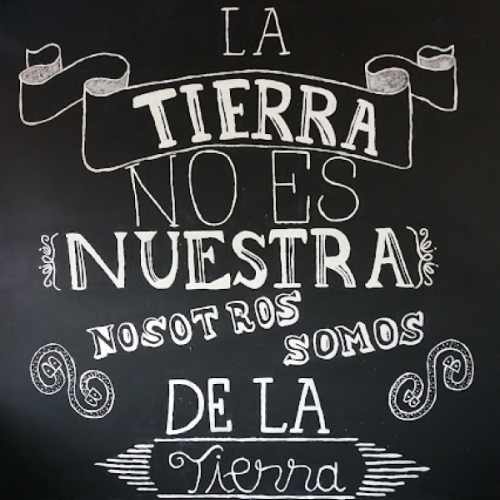 LA
TIERRA
NO ES
NUESTRA
NOSOTROS
SOMOS
DE LA
Tierra